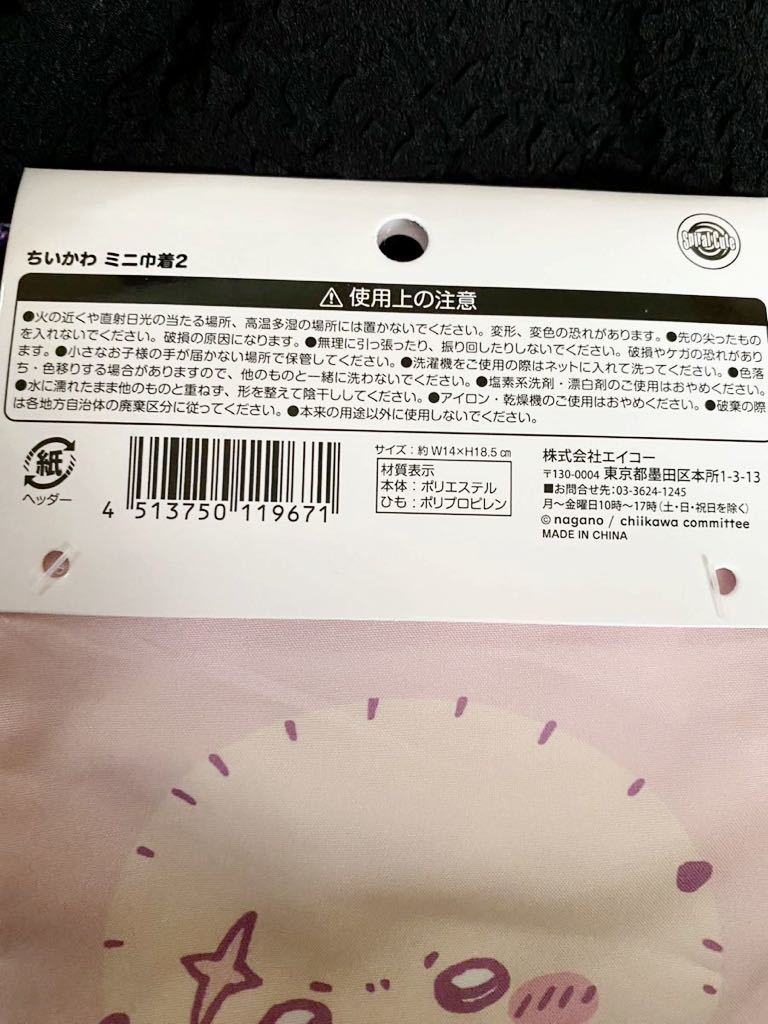 ちいかわ ミニ巾着2
Spiral Cute
⚠ 使用上の注意
●火の近くや直射日光の当たる場所、高温多湿の場所には置かないでください。変形、変色の恐れがあります。●先の尖ったもの
を入れないでください。破損の原因になります。●無理に引っ張ったり、振り回したりしないでください。破損やケガの恐れがあり
ます。●小さなお子様の手が届かない場所で保管してください。●洗濯機をご使用の際はネットに入れて洗ってください。●色落
ち・色移りする場合がありますので、他のものと一緒に洗わないでください。●塩素系洗剤・漂白剤のご使用はおやめください。
●水に濡れたまま他のものと重ねず、形を整えて陰干ししてください。●アイロン・乾燥機のご使用はおやめください。●破棄の際
は各地方自治体の廃棄区分に従ってください。●本来の用途以外に使用しないでください。
紙
ヘッダー
4 513750 119671
サイズ：約 W14×H18.5㎝
材質表示
本体：ポリエステル
ひも：ポリプロピレン
株式会社エイコー
〒130-0004 東京都墨田区本所1-3-13
■お問合せ先:03-3624-1245
月～金曜日10時～17時(土・日・祝日を除く)
© nagano / chiikawa committee
MADE IN CHINA